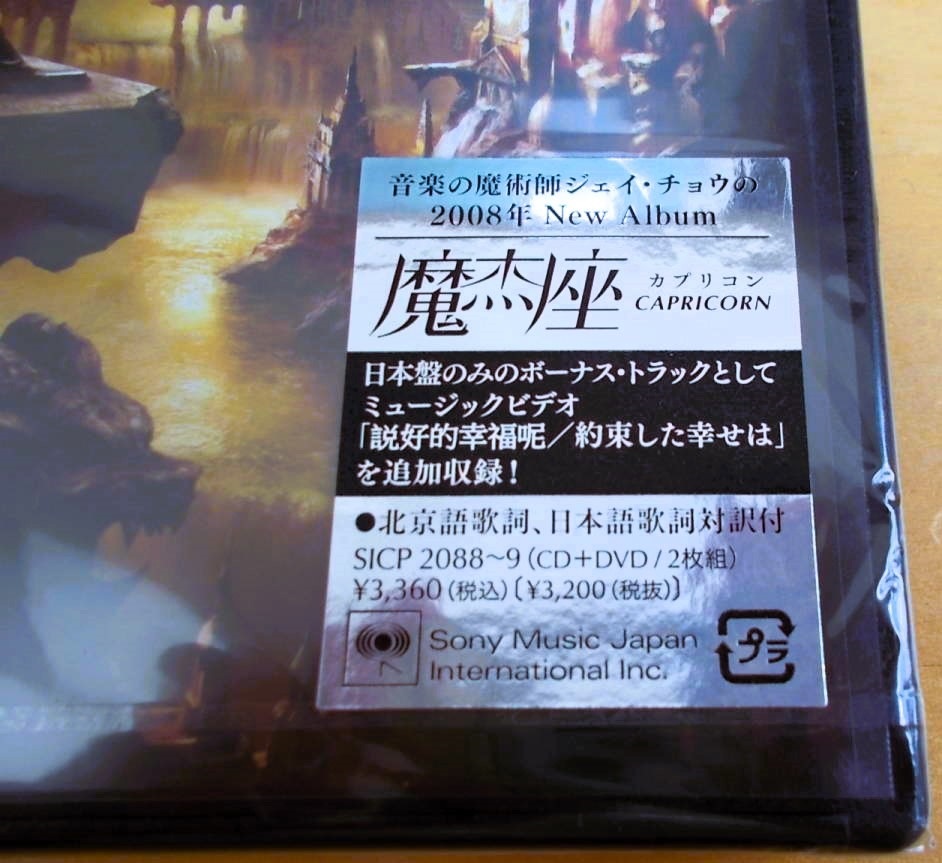 音楽の魔術師ジェイ・チョウの
2008年 New Album
魔杰座 カプリコン
CAPRICORN
日本盤のみのボーナス・トラックとして
ミュージックビデオ
「説好的幸福呢／約束した幸せは」
を追加収録！
●北京語歌詞、日本語歌詞対訳付
SICP 2088～9（CD＋DVD / 2枚組）
¥3,360（税込）〔¥3,200（税抜）〕
Sony Music Japan
International Inc.
プラ